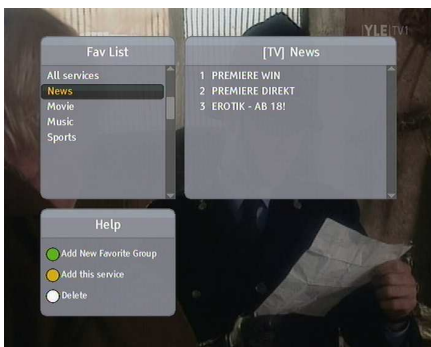 YLE TV1
Fav List
All services
News
Movie
Music
Sports
[TV] News
1 PREMIERE WIN
2 PREMIERE DIREKT
3 EROTIK - AB 18!
Help
Add New Favorite Group
Add this service
Delete